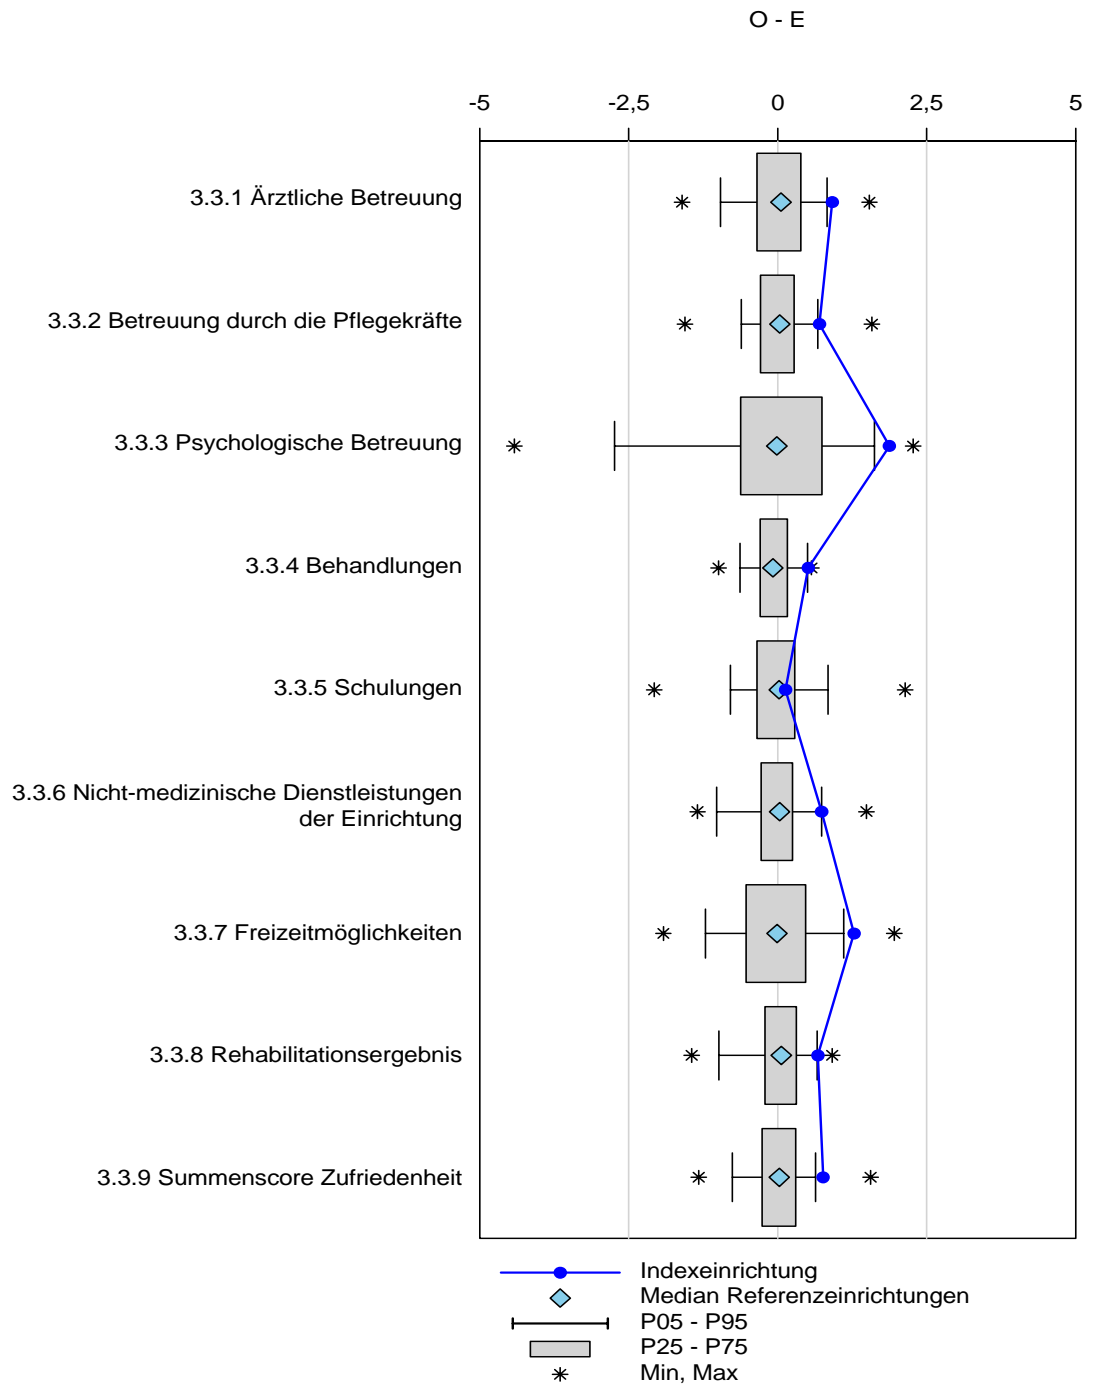 O - E
-5
-2,5
0
2,5
5
3.3.1 Ärztliche Betreuung
3.3.2 Betreuung durch die Pflegekräfte
3.3.3 Psychologische Betreuung
3.3.4 Behandlungen
3.3.5 Schulungen
3.3.6 Nicht-medizinische Dienstleistungen
der Einrichtung
3.3.7 Freizeitmöglichkeiten
3.3.8 Rehabilitationsergebnis
3.3.9 Summenscore Zufriedenheit
Indexeinrichtung
Median Referenzeinrichtungen
P05 - P95
P25 - P75
Min, Max